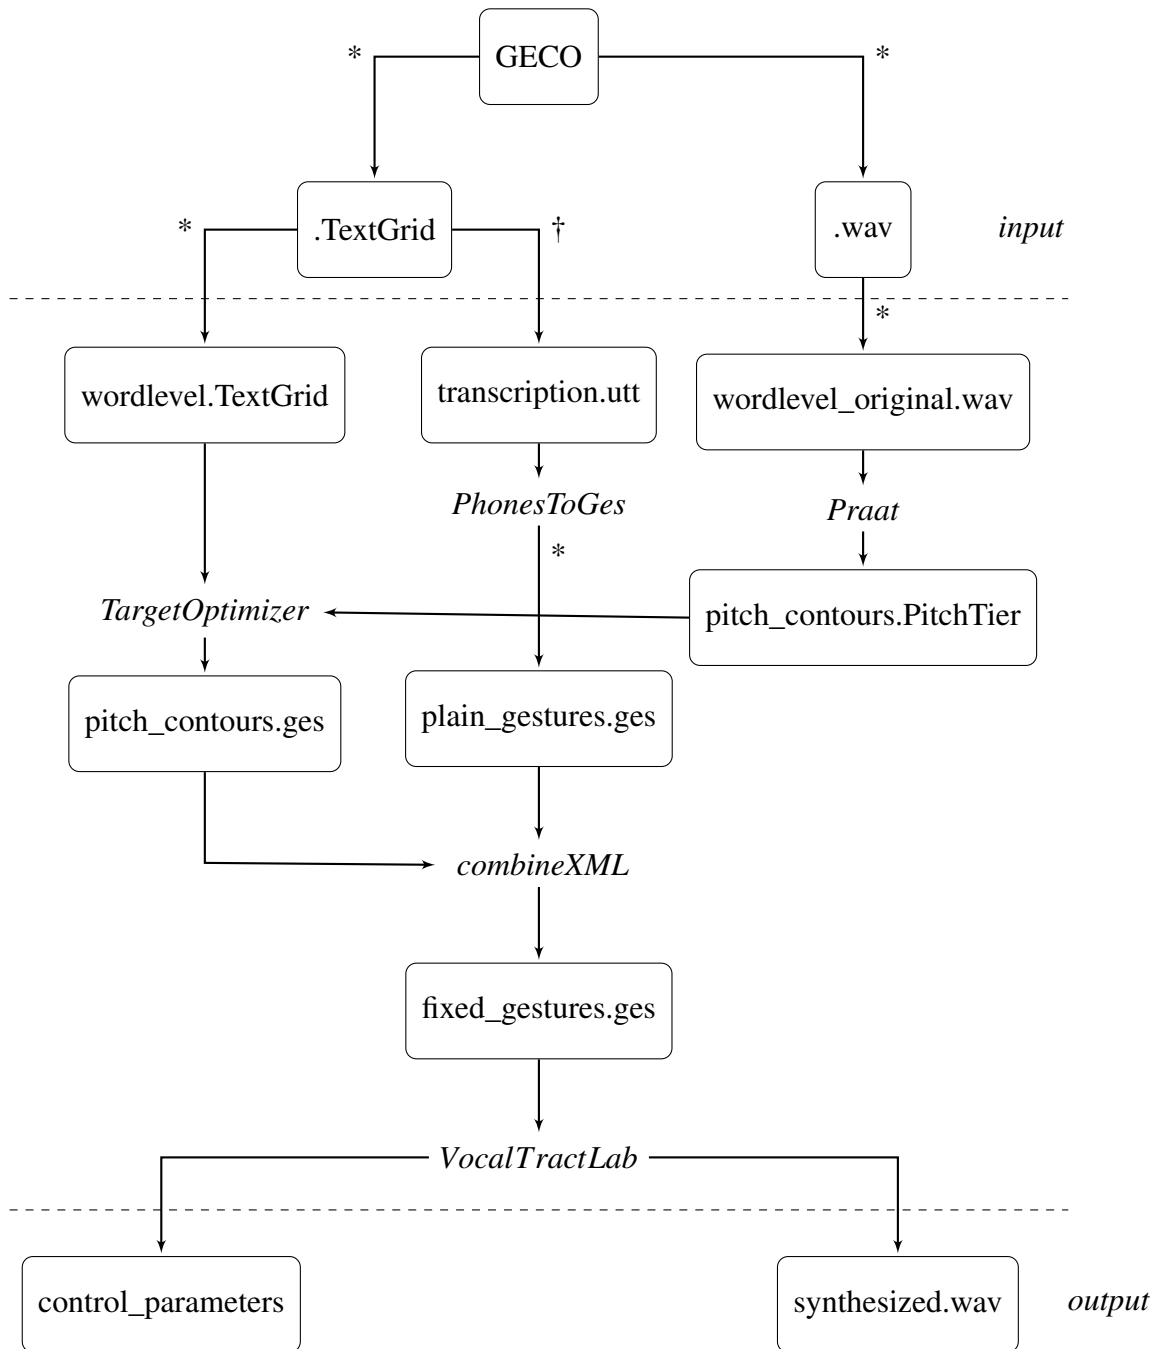 GECO
*
*
.TextGrid
.wav
input
*
†
*
wordlevel.TextGrid
transcription.utt
wordlevel_original.wav
PhonesToGes
Praat
*
TargetOptimizer
pitch_contours.PitchTier
pitch_contours.ges
plain_gestures.ges
combineXML
fixed_gestures.ges
VocalTractLab
control_parameters
synthesized.wav
output